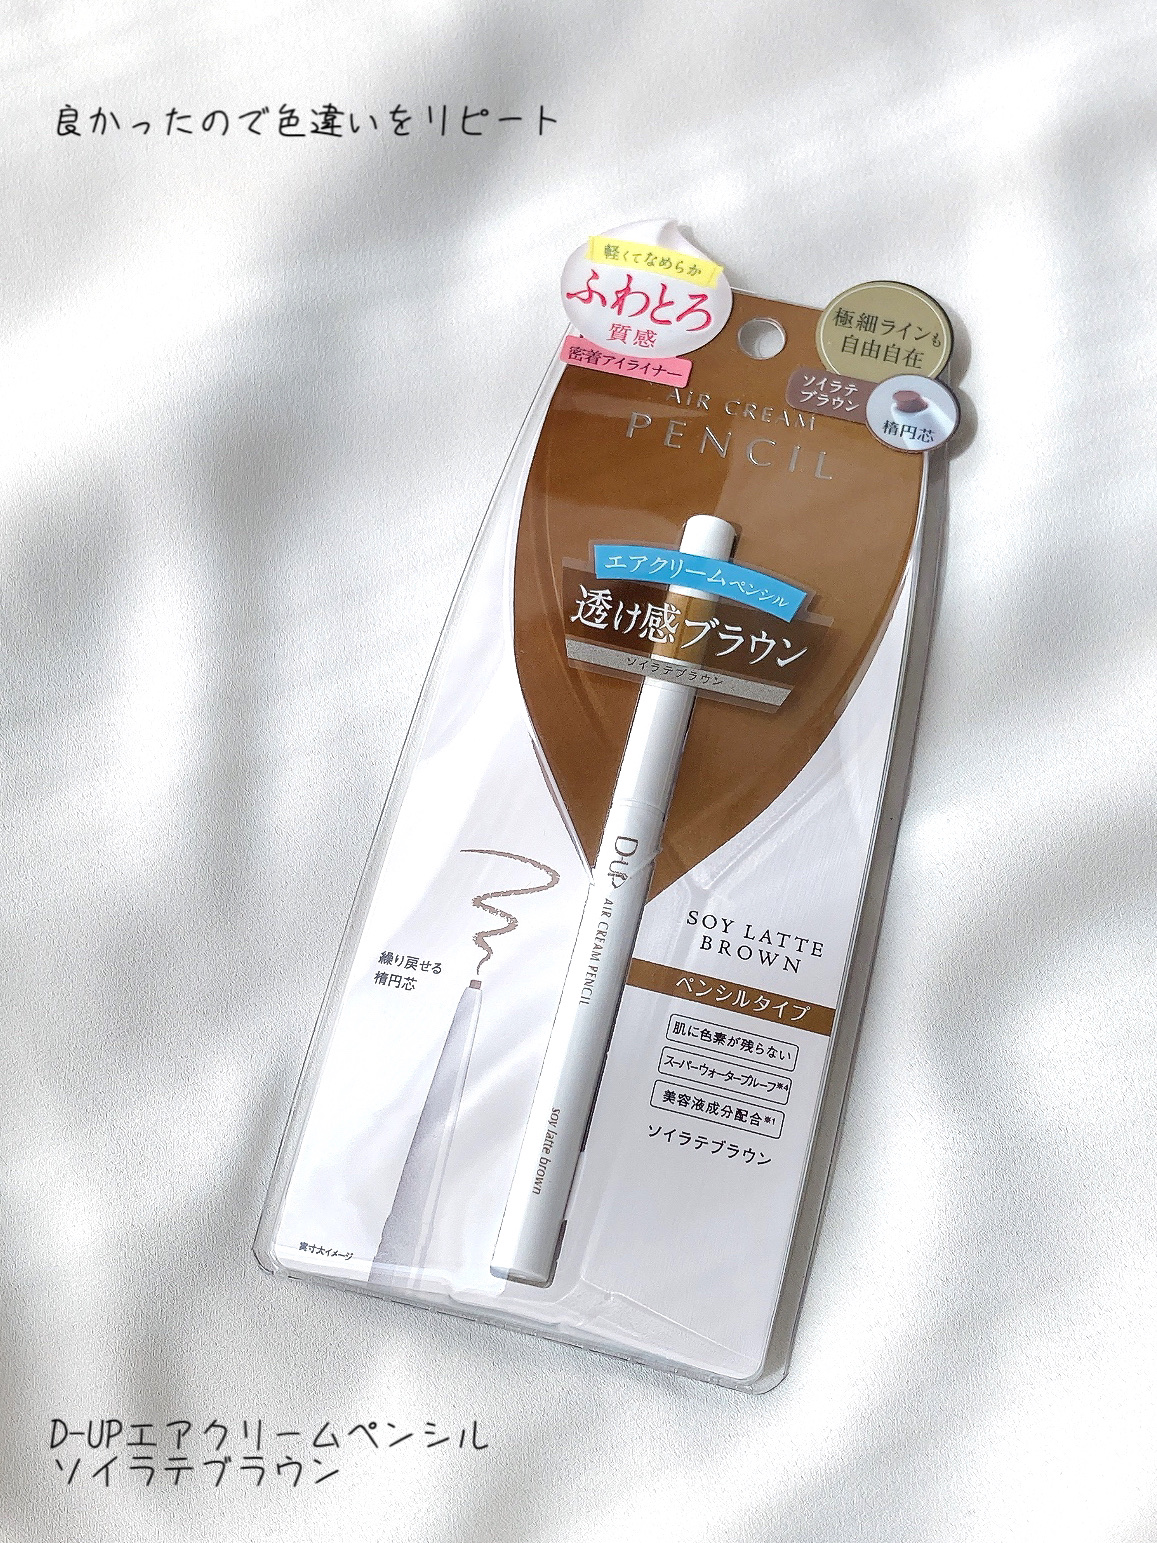 良かったので色違いをリピート
軽くてなめらか
ふわとろ
質感
密着アイライナー
極細ラインも
自由自在
ソイラテ
ブラウン
楕円芯
AiR CREAM
PENCIL
エアクリームペンシル
透け感ブラウン
ソイラテブラウン
D-UP AIR CREAM PENCIL
soy latte brown
繰り戻せる
楕円芯
実寸大イメージ
SOY LATTE
BROWN
ペンシルタイプ
肌に色素が残らない
スーパーウォータープルーフ※4
美容液成分配合※1
ソイラテブラウン
D-UPエアクリームペンシル
ソイラテブラウン